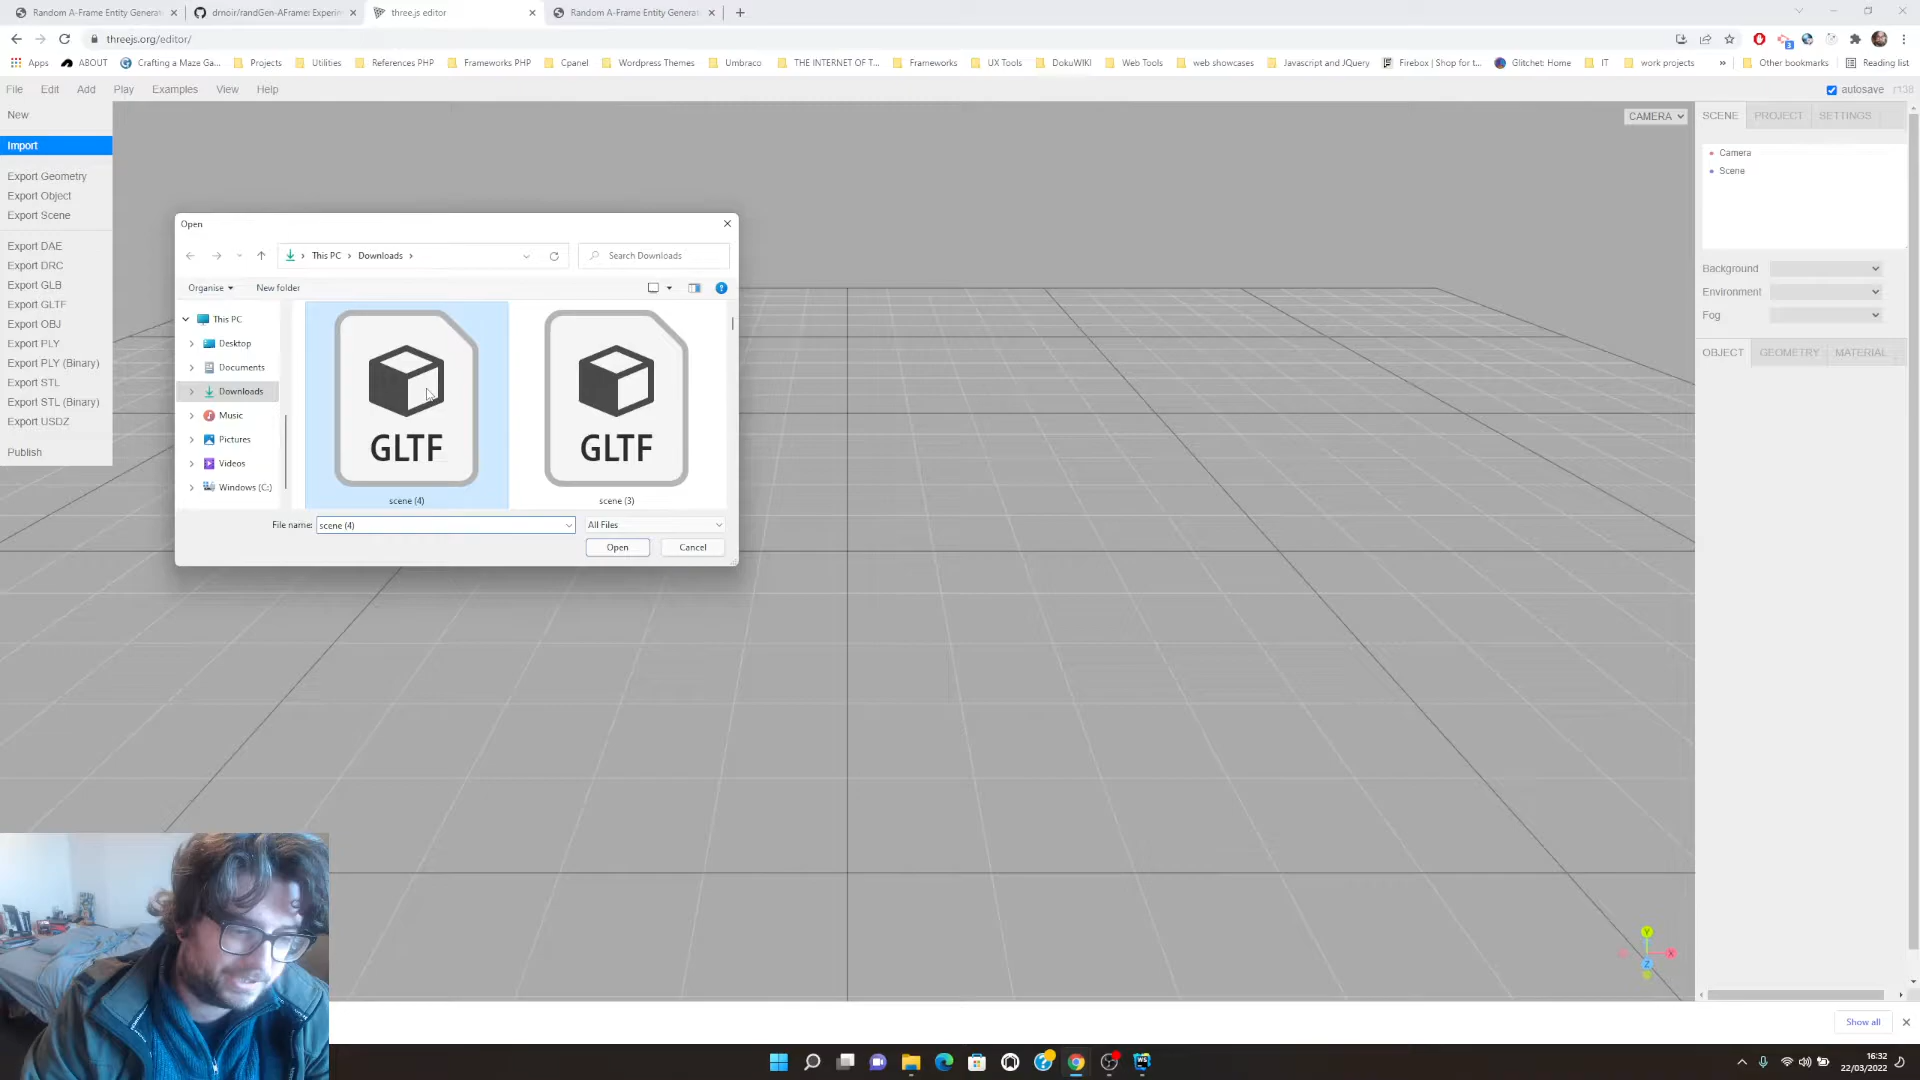 Random A-Frame Entity Generat
drnoir/randGen-AFrame: Experim
three.js editor
Random A-Frame Entity Generat
threejs.org/editor/
Apps
ABOUT
Crafting a Maze Ga...
Projects
Utilities
References PHP
Frameworks PHP
Cpanel
Wordpress Themes
Umbraco
THE INTERNET OF T...
Frameworks
UX Tools
DokuWIKI
Web Tools
web showcases
Javascript and JQuery
Firebox | Shop for t...
Glitchet: Home
IT
work projects
»
Other bookmarks
Reading list
File Edit Add Play Examples View Help
autosave r138
New
Import
Export Geometry
Export Object
Export Scene
Export DAE
Export DRC
Export GLB
Export GLTF
Export OBJ
Export PLY
Export PLY (Binary)
Export STL
Export STL (Binary)
Export USDZ
Publish
CAMERA
SCENE PROJECT SETTINGS
Camera
Scene
Background
Environment
Fog
OBJECT GEOMETRY MATERIAL
Open
This PC > Downloads >
Search Downloads
Organise
New folder
This PC
Desktop
Documents
Downloads
Music
Pictures
Videos
Windows (C:)
GLTF
scene (4)
GLTF
scene (3)
File name: scene (4)
All Files
Open
Cancel
Y
X
Z
Show all
16:32
22/03/2022